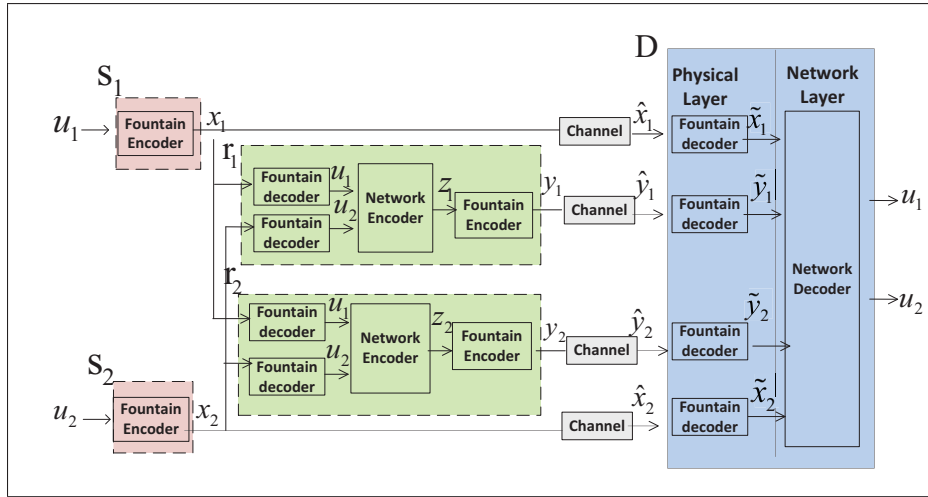 D
S₁
u₁
Fountain
Encoder
x₁
Channel
x̂₁
Physical
Layer
Network
Layer
Fountain
decoder
x̃₁
r₁
Fountain
decoder
u₁
Fountain
decoder
u₂
Network
Encoder
z₁
Fountain
Encoder
y₁
Channel
ŷ₁
Fountain
decoder
ỹ₁
r₂
Fountain
decoder
u₁
Fountain
decoder
u₂
Network
Encoder
z₂
Fountain
Encoder
y₂
Channel
ŷ₂
Fountain
decoder
ỹ₂
S₂
u₂
Fountain
Encoder
x₂
Channel
x̂₂
Fountain
decoder
x̃₂
Network
Decoder
u₁
u₂